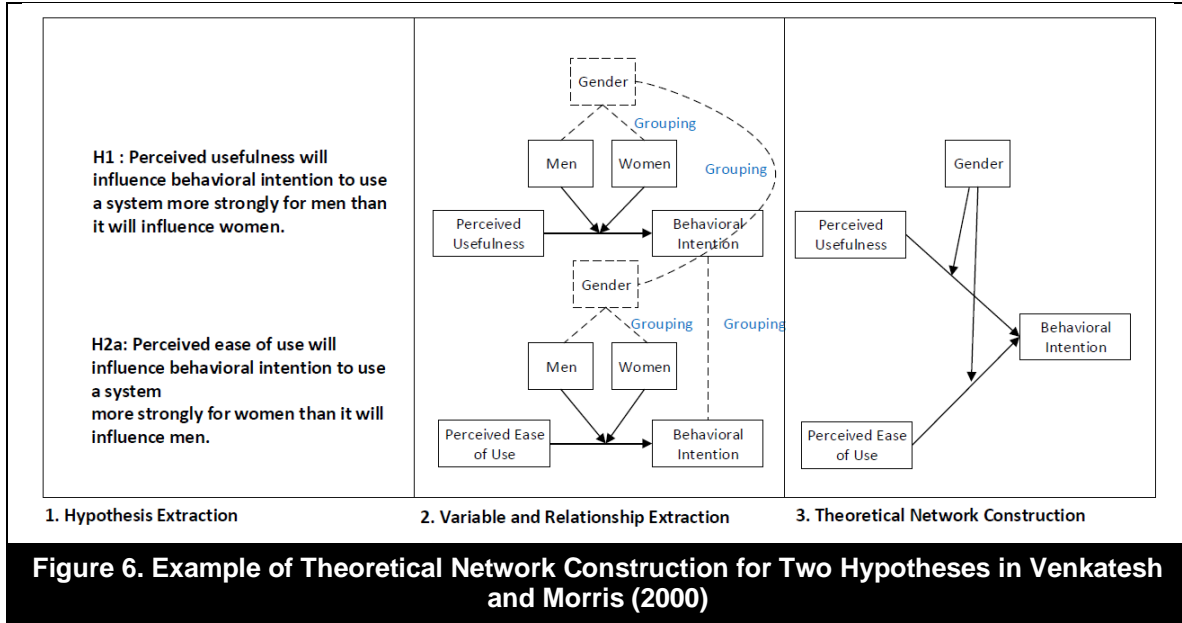 H1 : Perceived usefulness will
influence behavioral intention to use
a system more strongly for men than
it will influence women.
H2a: Perceived ease of use will
influence behavioral intention to use
a system
more strongly for women than it will
influence men.
1. Hypothesis Extraction
Gender
Grouping
Men
Women
Grouping
Perceived
Usefulness
Behavioral
Intention
Gender
Grouping
Grouping
Men
Women
Perceived Ease
of Use
Behavioral
Intention
2. Variable and Relationship Extraction
Gender
Perceived
Usefulness
Behavioral
Intention
Perceived Ease
of Use
3. Theoretical Network Construction
Figure 6. Example of Theoretical Network Construction for Two Hypotheses in Venkatesh
and Morris (2000)